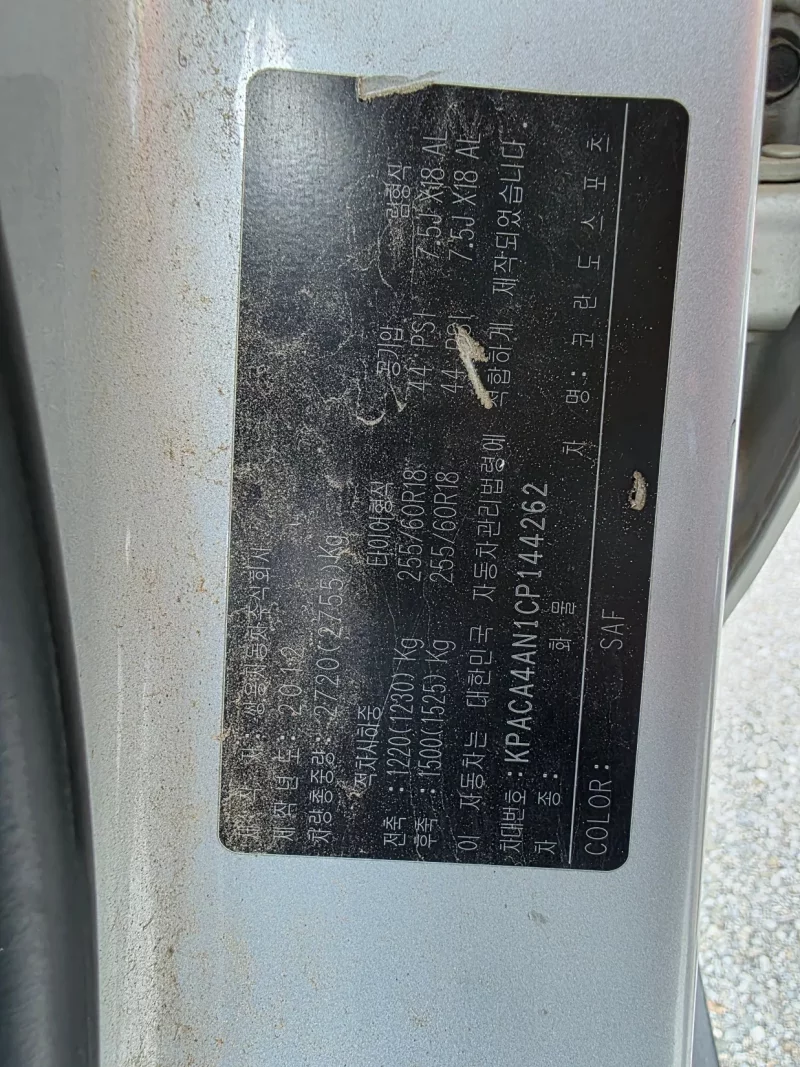 제 작 자: 쌍용자동차 주식회사
제 작 년 도: 2012
차량총중량: 2720(2755)Kg
적차시하중 타이어형식 공기압 림형식
전축: 1220(1230)Kg 255/60R18 44 PSI 7.5J X18 AL
후축: 1500(1525)Kg 255/60R18 44 PSI 7.5J X18 AL
이 자동차는 대한민국 자동차관리법령에 적합하게 제작되었습니다.
차대번호: KPACA4AN1CP144262
차 종: 화 물 차 명: 코 란 도 스 포 츠
COLOR: SAF